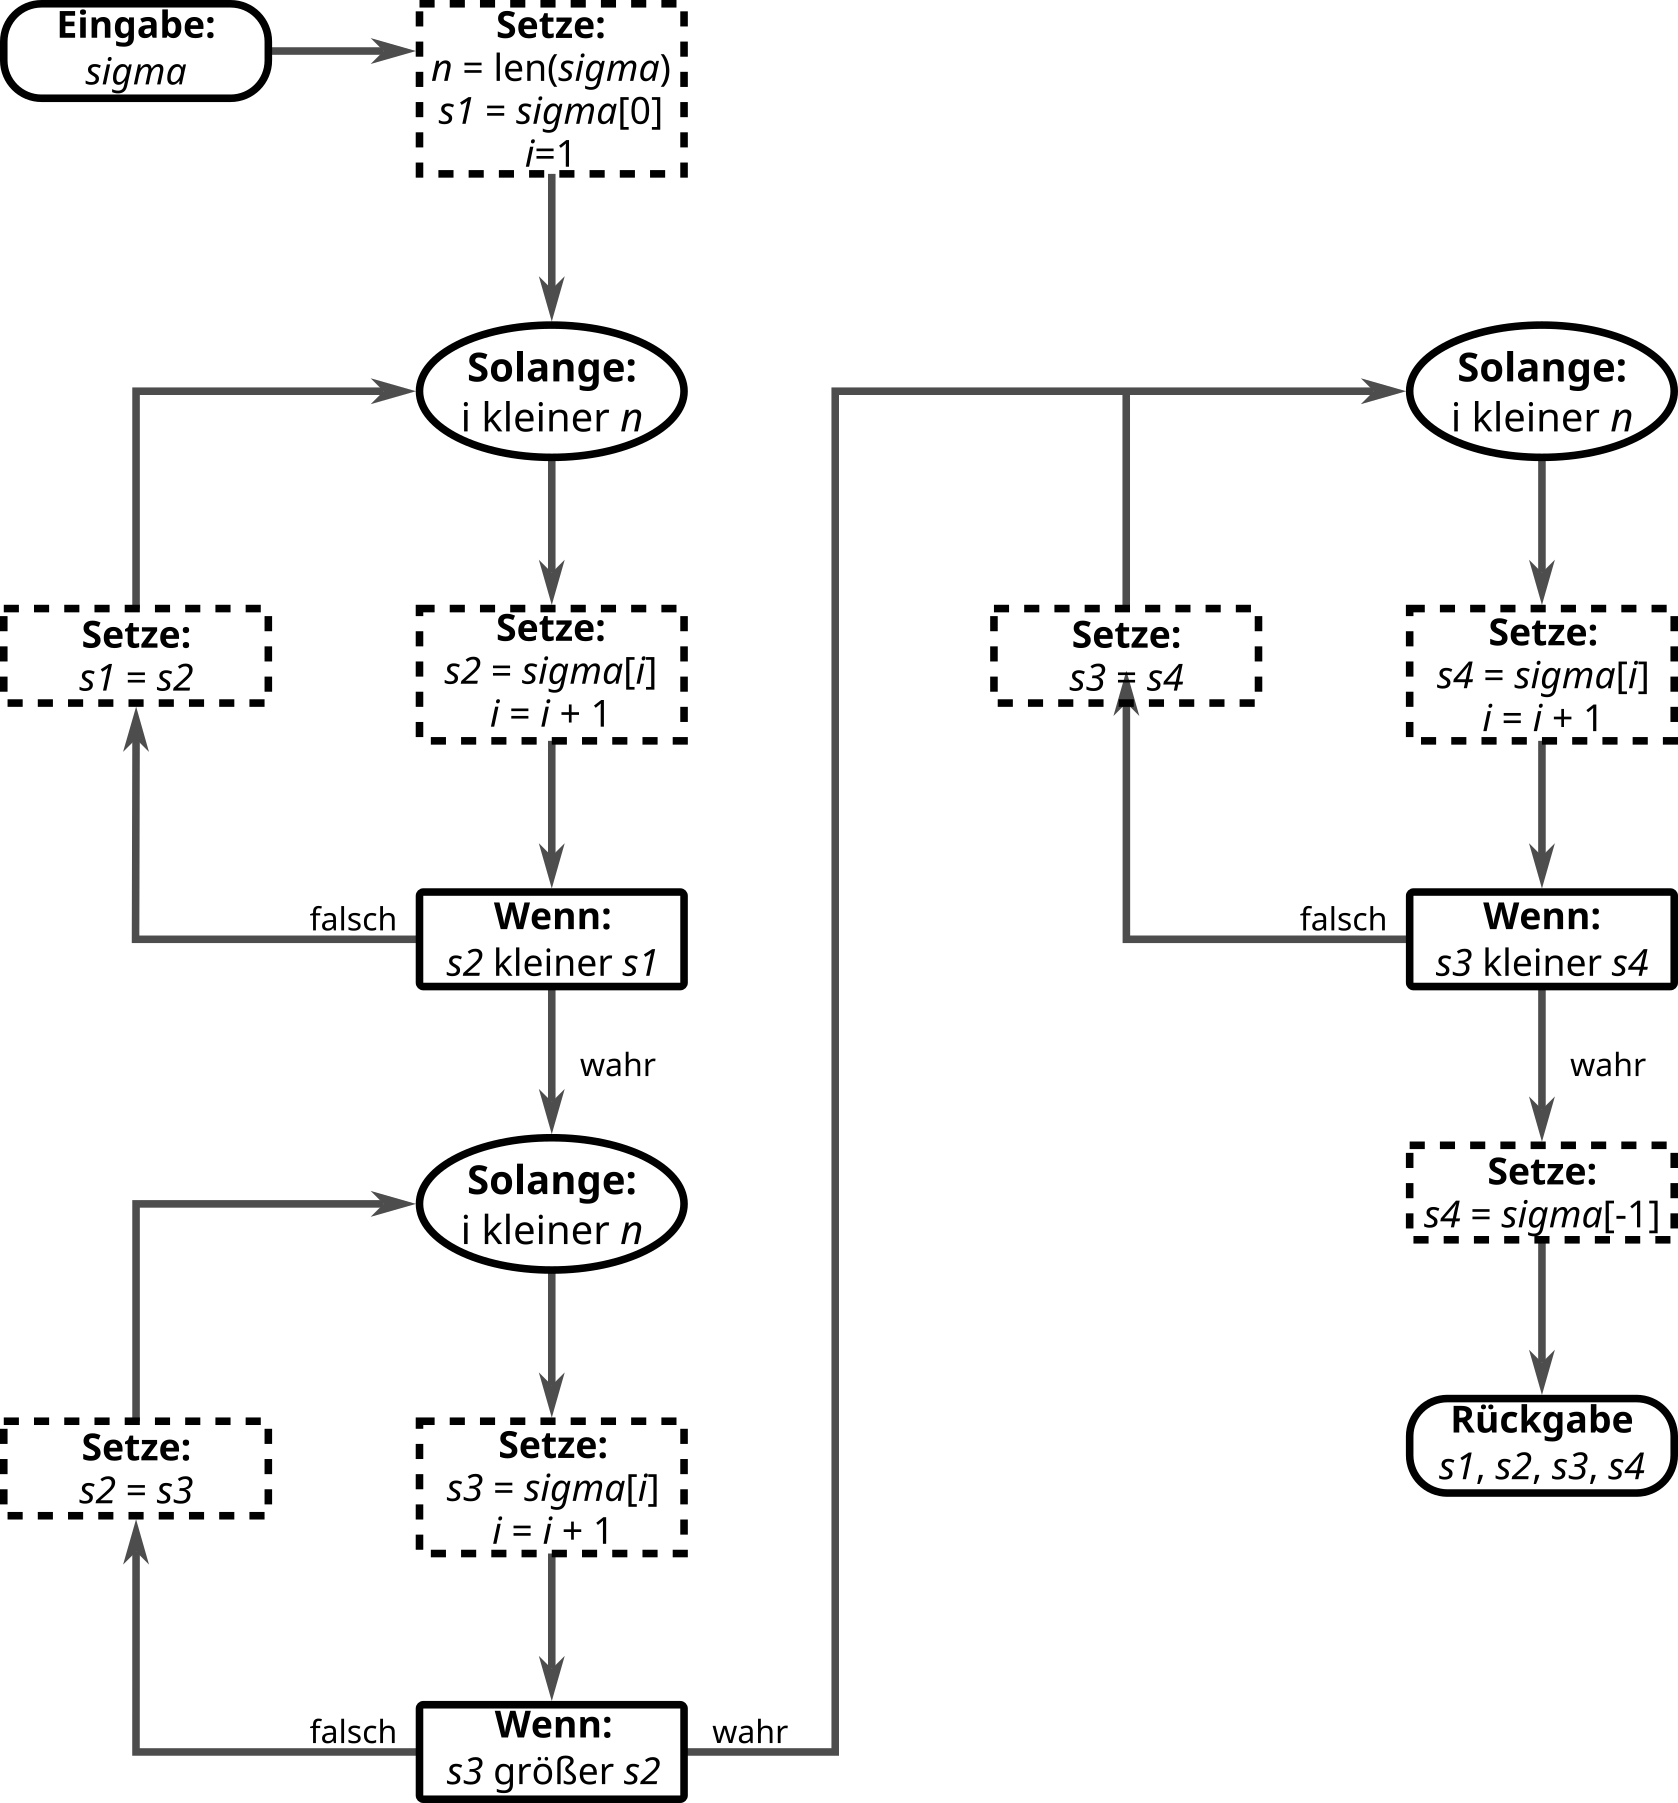 Eingabe:
sigma
Setze:
n = len(sigma)
s1 = sigma[0]
i=1
Solange:
i kleiner n
Setze:
s1 = s2
Setze:
s2 = sigma[i]
i = i + 1
falsch
Wenn:
s2 kleiner s1
wahr
Solange:
i kleiner n
Setze:
s2 = s3
Setze:
s3 = sigma[i]
i = i + 1
falsch
Wenn:
s3 größer s2
wahr
Solange:
i kleiner n
Setze:
s3 = s4
Setze:
s4 = sigma[i]
i = i + 1
falsch
Wenn:
s3 kleiner s4
wahr
Setze:
s4 = sigma[-1]
Rückgabe
s1, s2, s3, s4